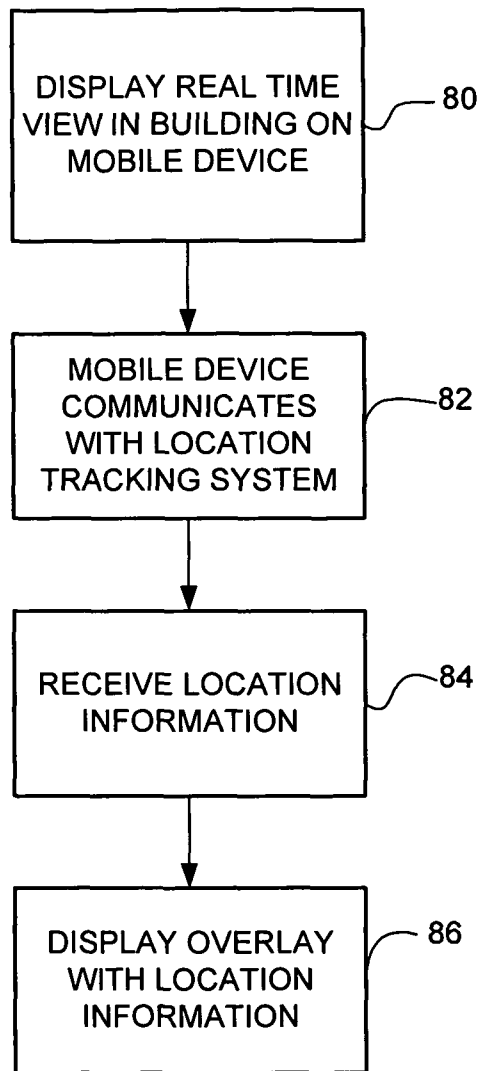 DISPLAY REAL TIME
VIEW IN BUILDING ON
MOBILE DEVICE
80
MOBILE DEVICE
COMMUNICATES
WITH LOCATION
TRACKING SYSTEM
82
RECEIVE LOCATION
INFORMATION
84
DISPLAY OVERLAY
WITH LOCATION
INFORMATION
86